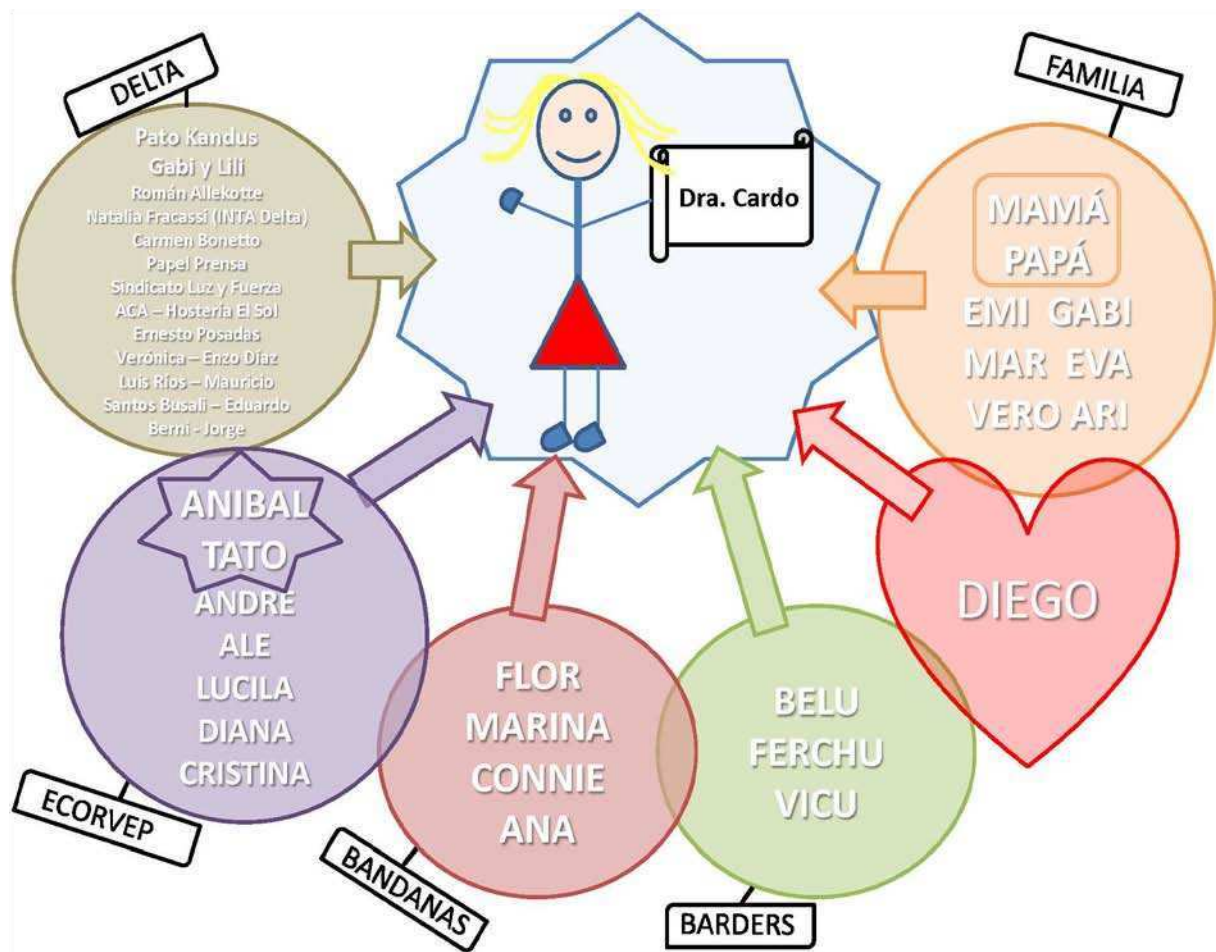 DELTA
Pato Kandus
Gabi y Lili
Román Allekotte
Natalia Fracassi (INTA Delta)
Carmen Bonetto
Papel Prensa
Sindicato Luz y Fuerza
ACA – Hostería El Sol
Ernesto Posadas
Verónica – Enzo Díaz
Luis Ríos – Mauricio
Santos Busali – Eduardo
Berni - Jorge
Dra. Cardo
FAMILIA
MAMÁ
PAPÁ
EMI GABI
MAR EVA
VERO ARI
ANIBAL
TATO
ANDRE
ALE
LUCILA
DIANA
CRISTINA
ECORVEP
FLOR
MARINA
CONNIE
ANA
BANDANAS
BELU
FERCHU
VICU
BARDERS
DIEGO